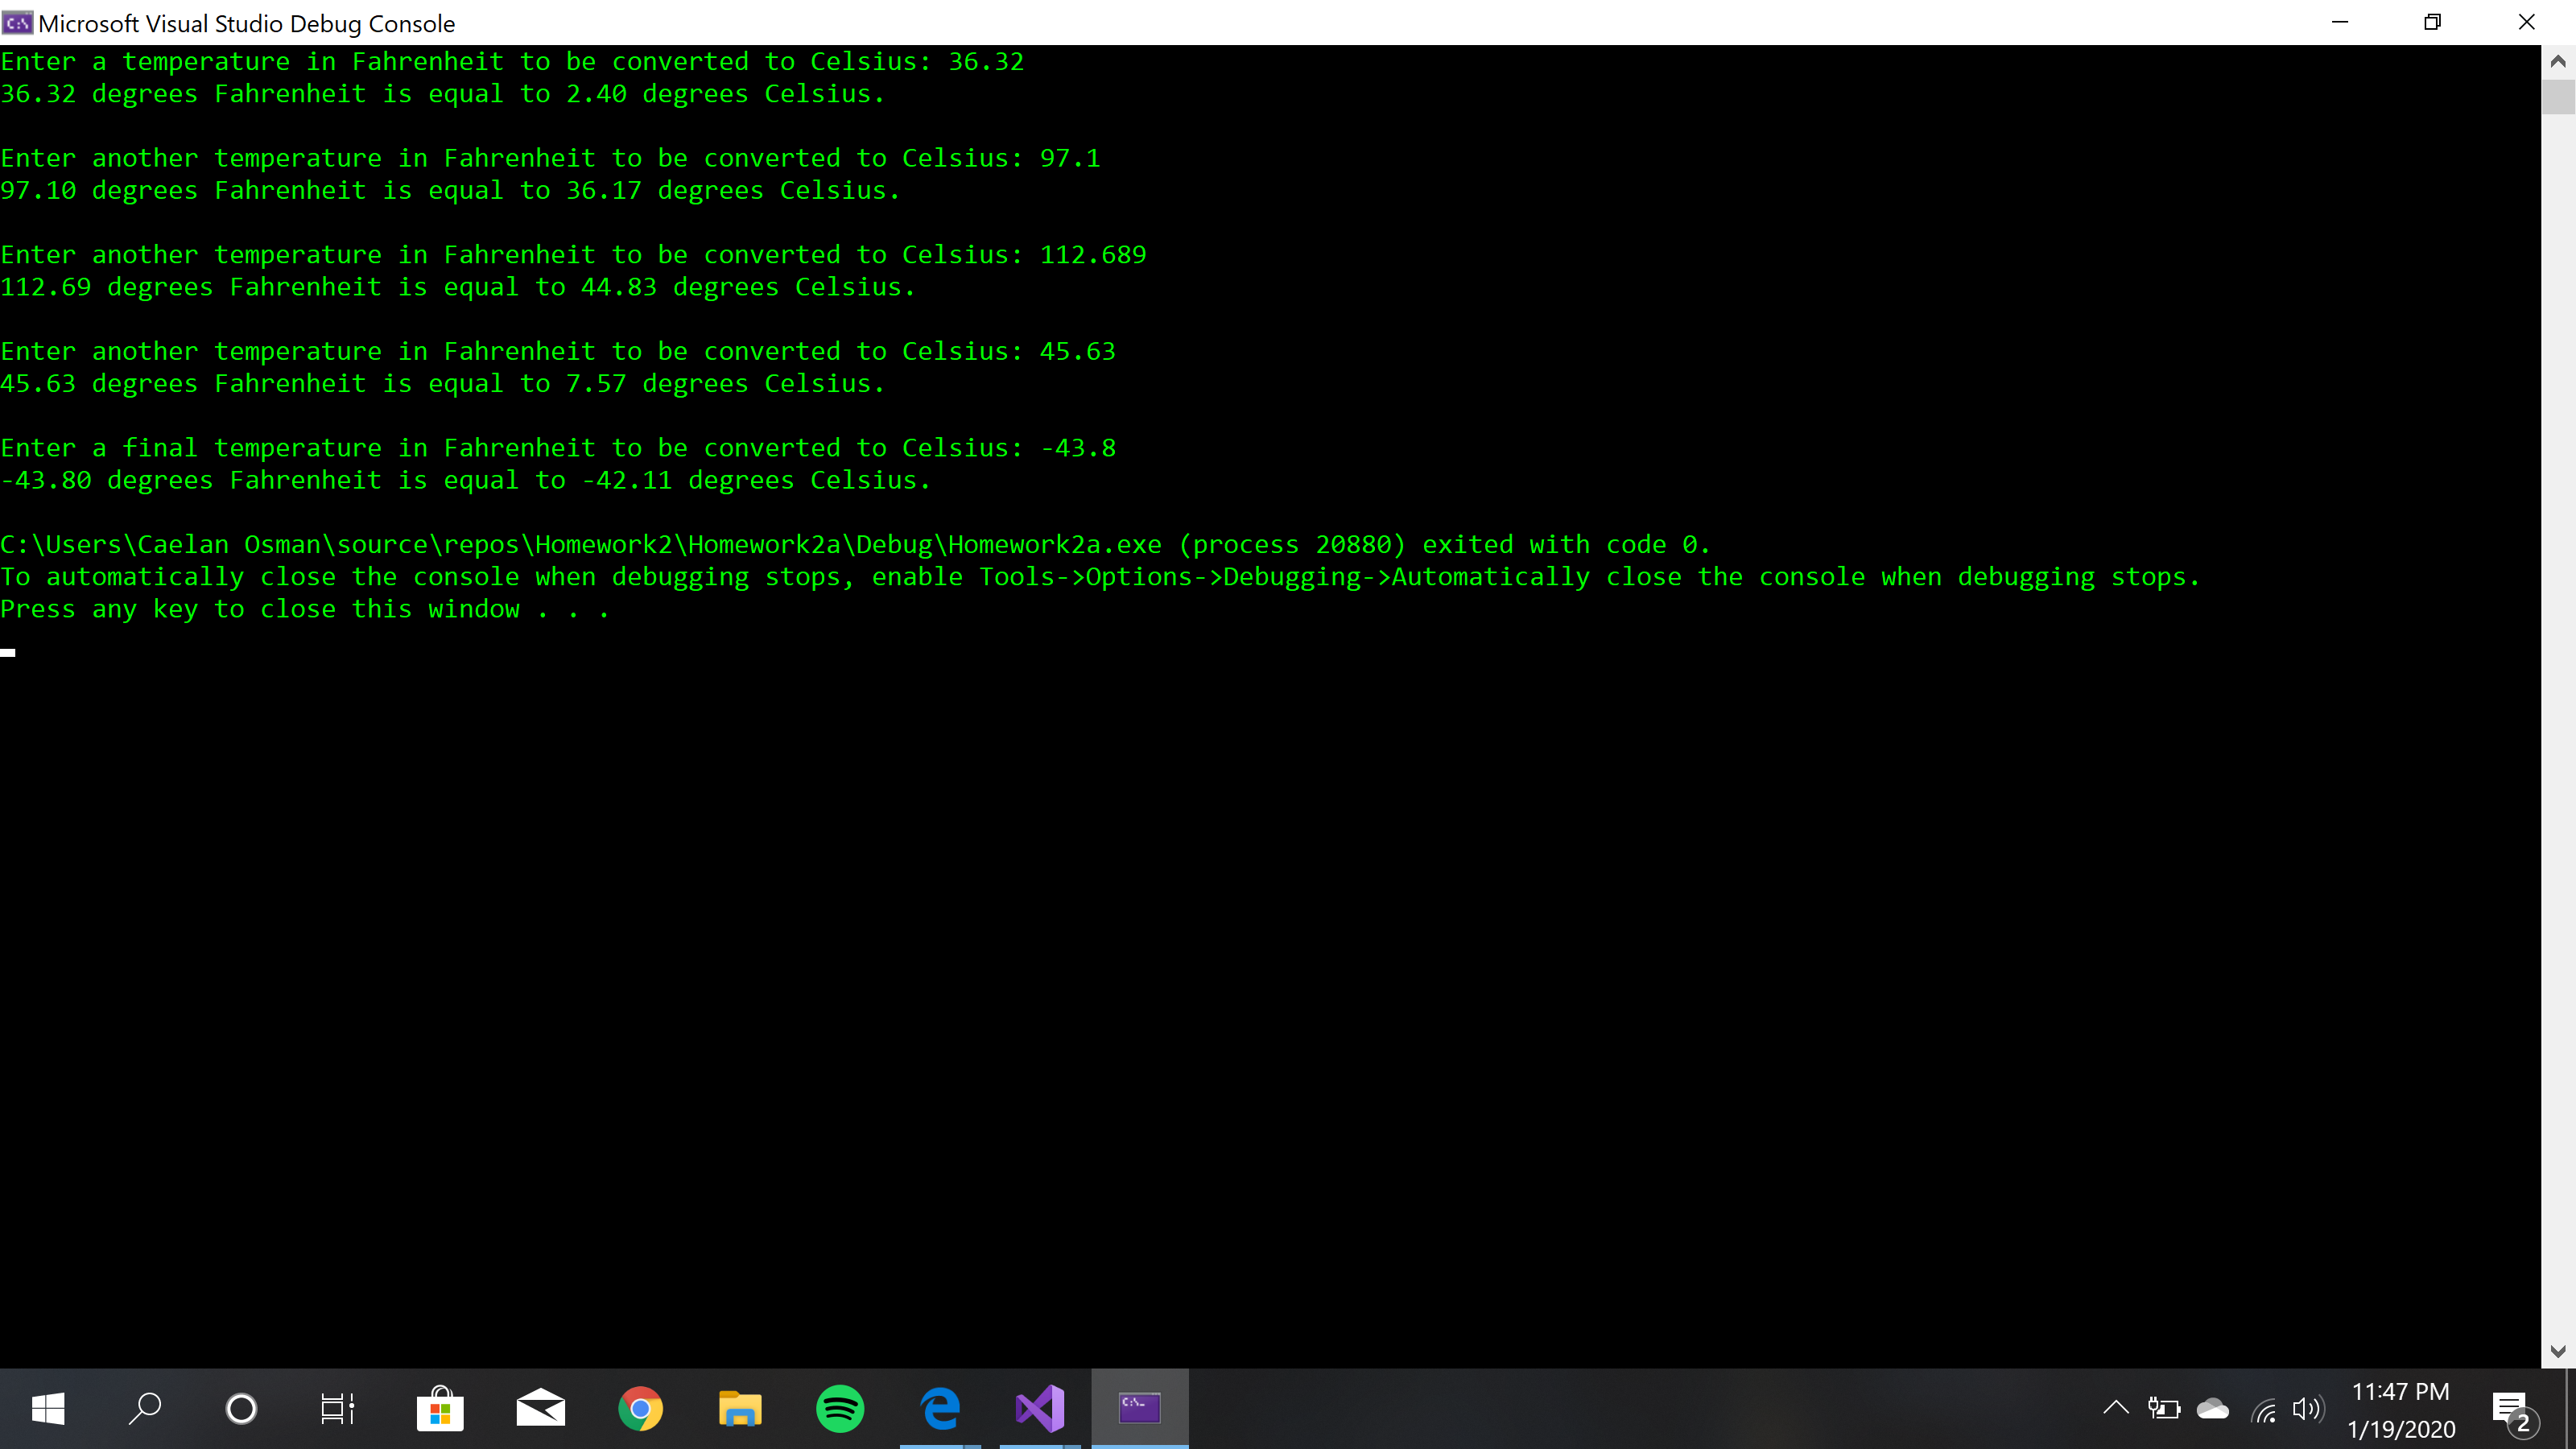 Microsoft Visual Studio Debug Console
Enter a temperature in Fahrenheit to be converted to Celsius: 36.32
36.32 degrees Fahrenheit is equal to 2.40 degrees Celsius.
Enter another temperature in Fahrenheit to be converted to Celsius: 97.1
97.10 degrees Fahrenheit is equal to 36.17 degrees Celsius.
Enter another temperature in Fahrenheit to be converted to Celsius: 112.689
112.69 degrees Fahrenheit is equal to 44.83 degrees Celsius.
Enter another temperature in Fahrenheit to be converted to Celsius: 45.63
45.63 degrees Fahrenheit is equal to 7.57 degrees Celsius.
Enter a final temperature in Fahrenheit to be converted to Celsius: -43.8
-43.80 degrees Fahrenheit is equal to -42.11 degrees Celsius.
C:\Users\Caelan Osman\source\repos\Homework2\Homework2a\Debug\Homework2a.exe (process 20880) exited with code 0.
To automatically close the console when debugging stops, enable Tools->Options->Debugging->Automatically close the console when debugging stops.
Press any key to close this window . . .
11:47 PM
1/19/2020
2